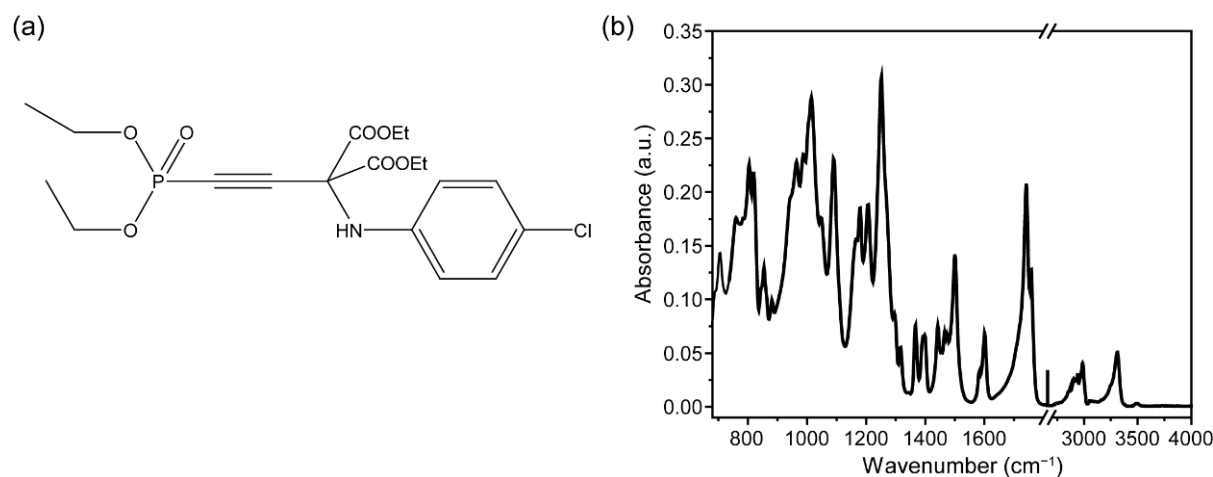 (a)
O
O
P
O
COOEt
COOEt
HN
Cl
(b)
0.35
0.30
0.25
0.20
0.15
0.10
0.05
0.00
Absorbance (a.u.)
800 1000 1200 1400 1600 3000 3500 4000
Wavenumber (cm⁻¹)